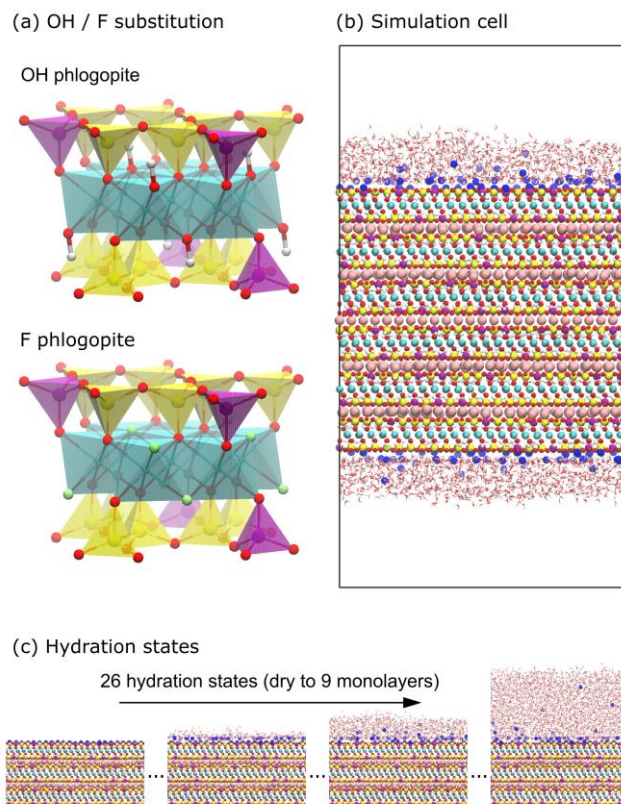 (a) OH / F substitution
OH phlogopite
F phlogopite
(b) Simulation cell
(c) Hydration states
26 hydration states (dry to 9 monolayers)
...
...
...